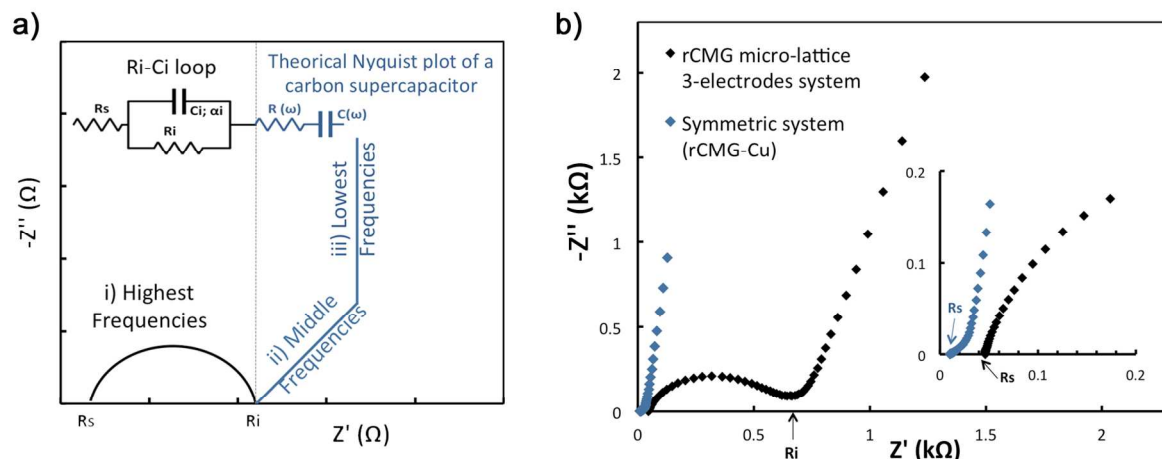 a)
Theorical Nyquist plot of a
carbon supercapacitor
Ri-Ci loop
Rs
Ci; αi
Ri
R (ω)
C(ω)
-Z'' (Ω)
i) Highest
Frequencies
ii) Middle
Frequencies
iii) Lowest
Frequencies
Rs
Ri
Z' (Ω)
b)
-Z'' (kΩ)
2
1.5
1
0.5
0
rCMG micro-lattice
3-electrodes system
Symmetric system
(rCMG-Cu)
0.2
0.1
0
Rs
Rs
0
0.1
0.2
0
0.5
1
1.5
2
Ri
Z' (kΩ)